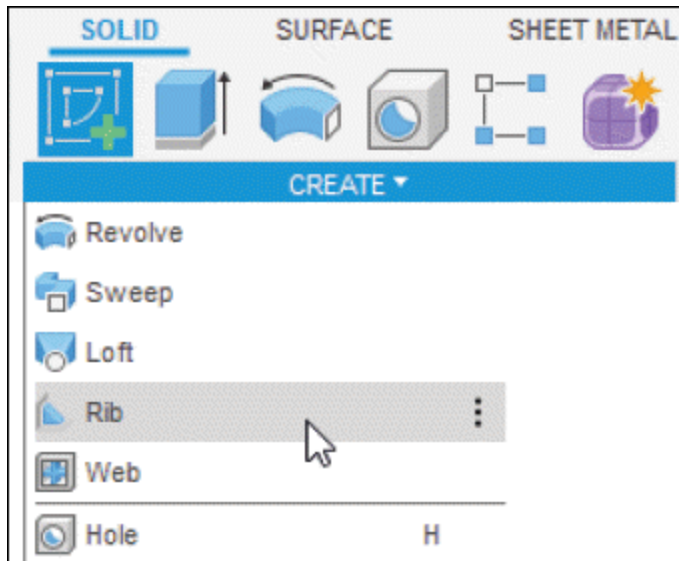 SOLID SURFACE SHEET METAL
CREATE ▾
Revolve
Sweep
Loft
Rib
Web
Hole H